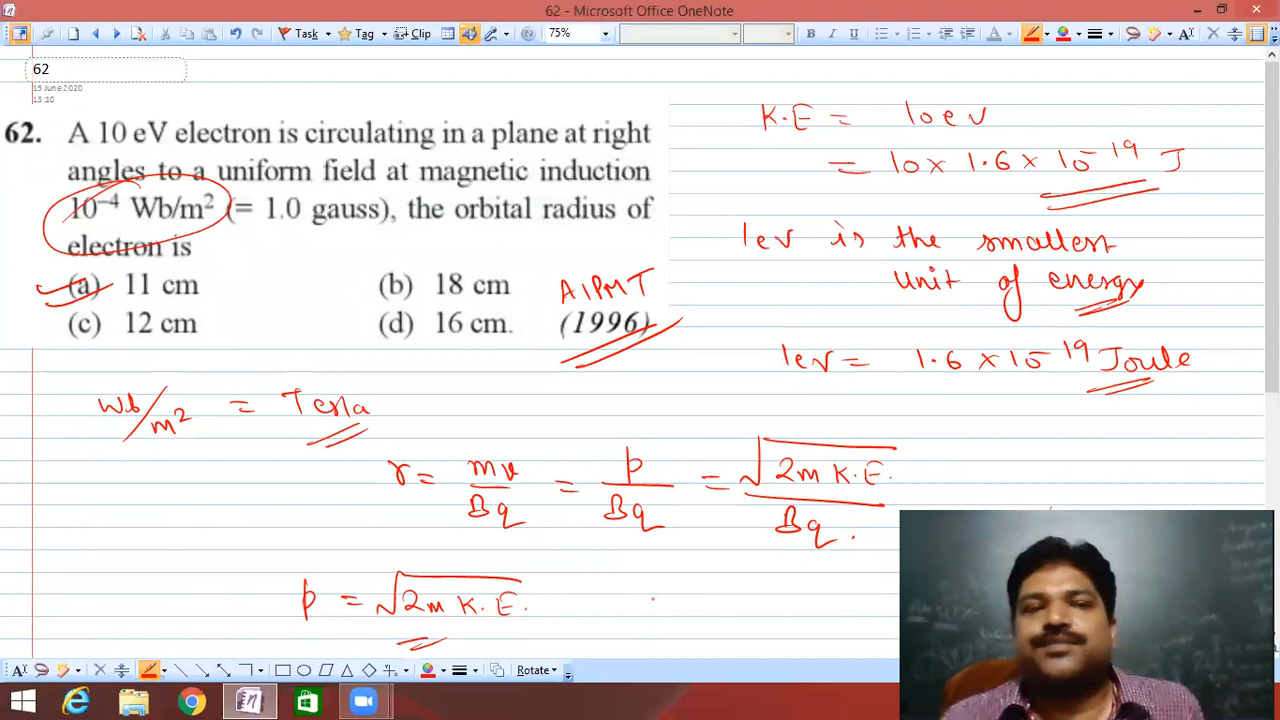 62 - Microsoft Office OneNote
Task Tag Clip 75% B I U
62
15 June 2020
13:10
62. A 10 eV electron is circulating in a plane at right
angles to a uniform field at magnetic induction
10⁻⁴ Wb/m² (= 1.0 gauss), the orbital radius of
electron is
(a) 11 cm (b) 18 cm
(c) 12 cm (d) 16 cm. (1996)
AIPMT
K.E = 10 ev
= 10 × 1.6 × 10⁻¹⁹ J
1ev is the smallest
unit of energy
1ev = 1.6 × 10⁻¹⁹ Joule
Wb/m² = Tesla
r = mv/Bq = p/Bq = √2m K.E./Bq.
p = √2m K.E.
Rotate